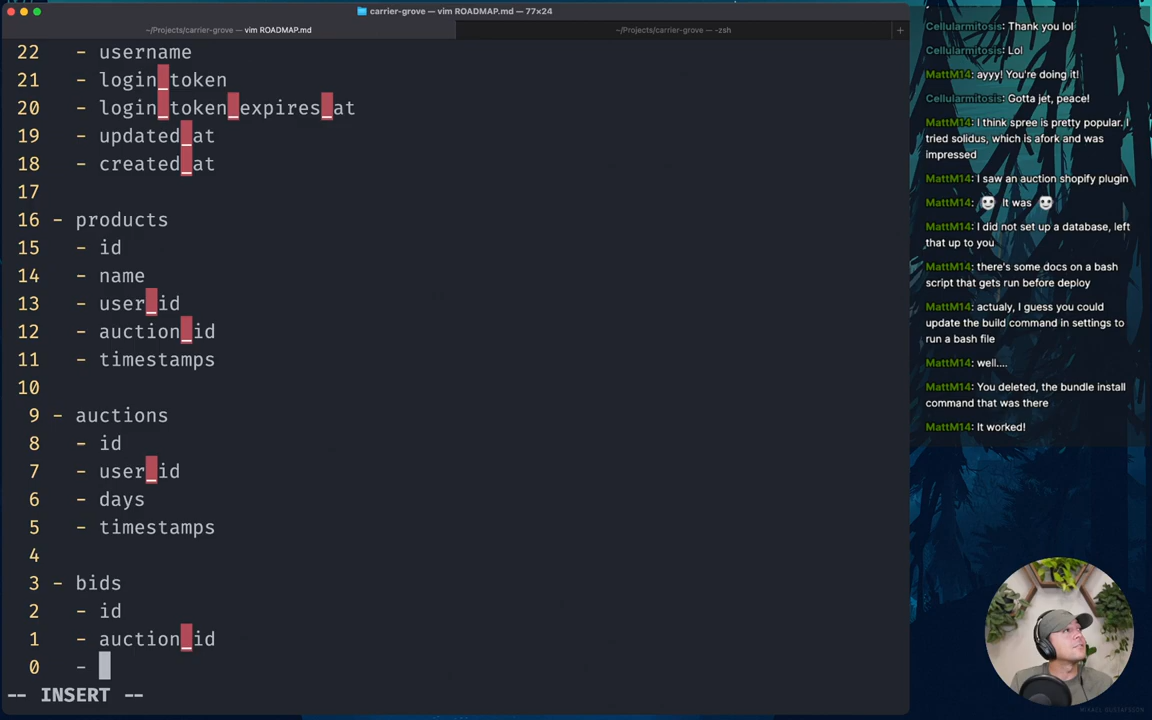 carrier-grove — vim ROADMAP.md — 77×24
~/Projects/carrier-grove — vim ROADMAP.md
~/Projects/carrier-grove — -zsh
+
22 - username
21 - login_token
20 - login_token_expires_at
19 - updated_at
18 - created_at
17
16 - products
15 - id
14 - name
13 - user_id
12 - auction_id
11 - timestamps
10
9 - auctions
8 - id
7 - user_id
6 - days
5 - timestamps
4
3 - bids
2 - id
1 - auction_id
0 -
-- INSERT --
Cellularmitosis: Thank you lol
Cellularmitosis: Lol
MattM14: ayyy! You're doing it!
Cellularmitosis: Gotta jet, peace!
MattM14: I think spree is pretty popular. I
tried solidus, which is afork and was
impressed
MattM14: I saw an auction shopify plugin
MattM14: It was
MattM14: I did not set up a database, left
that up to you
MattM14: there's some docs on a bash
script that gets run before deploy
MattM14: actualy, I guess you could
update the build command in settings to
run a bash file
MattM14: well....
MattM14: You deleted, the bundle install
command that was there
MattM14: It worked!